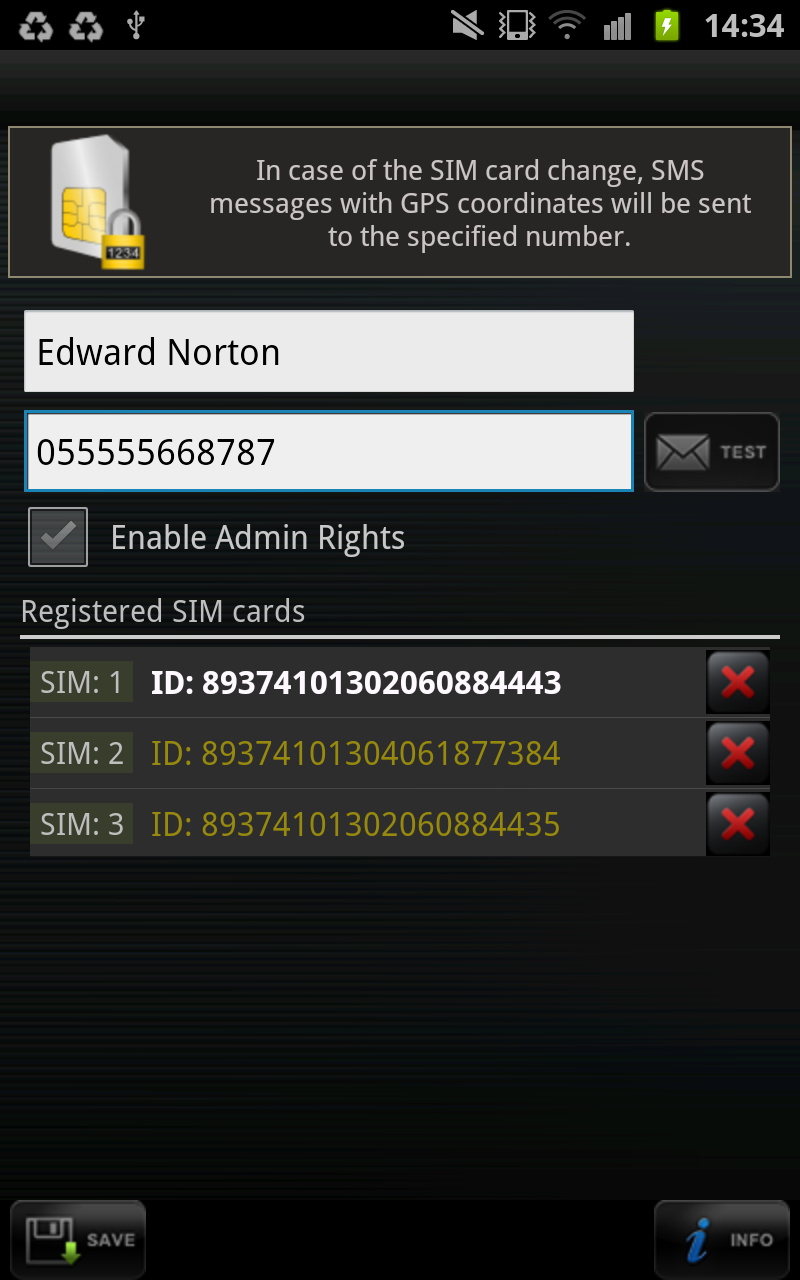 14:34
In case of the SIM card change, SMS
messages with GPS coordinates will be sent
to the specified number.
1234
Edward Norton
055555668787
TEST
Enable Admin Rights
Registered SIM cards
SIM: 1 ID: 89374101302060884443
SIM: 2 ID: 89374101304061877384
SIM: 3 ID: 89374101302060884435
SAVE INFO